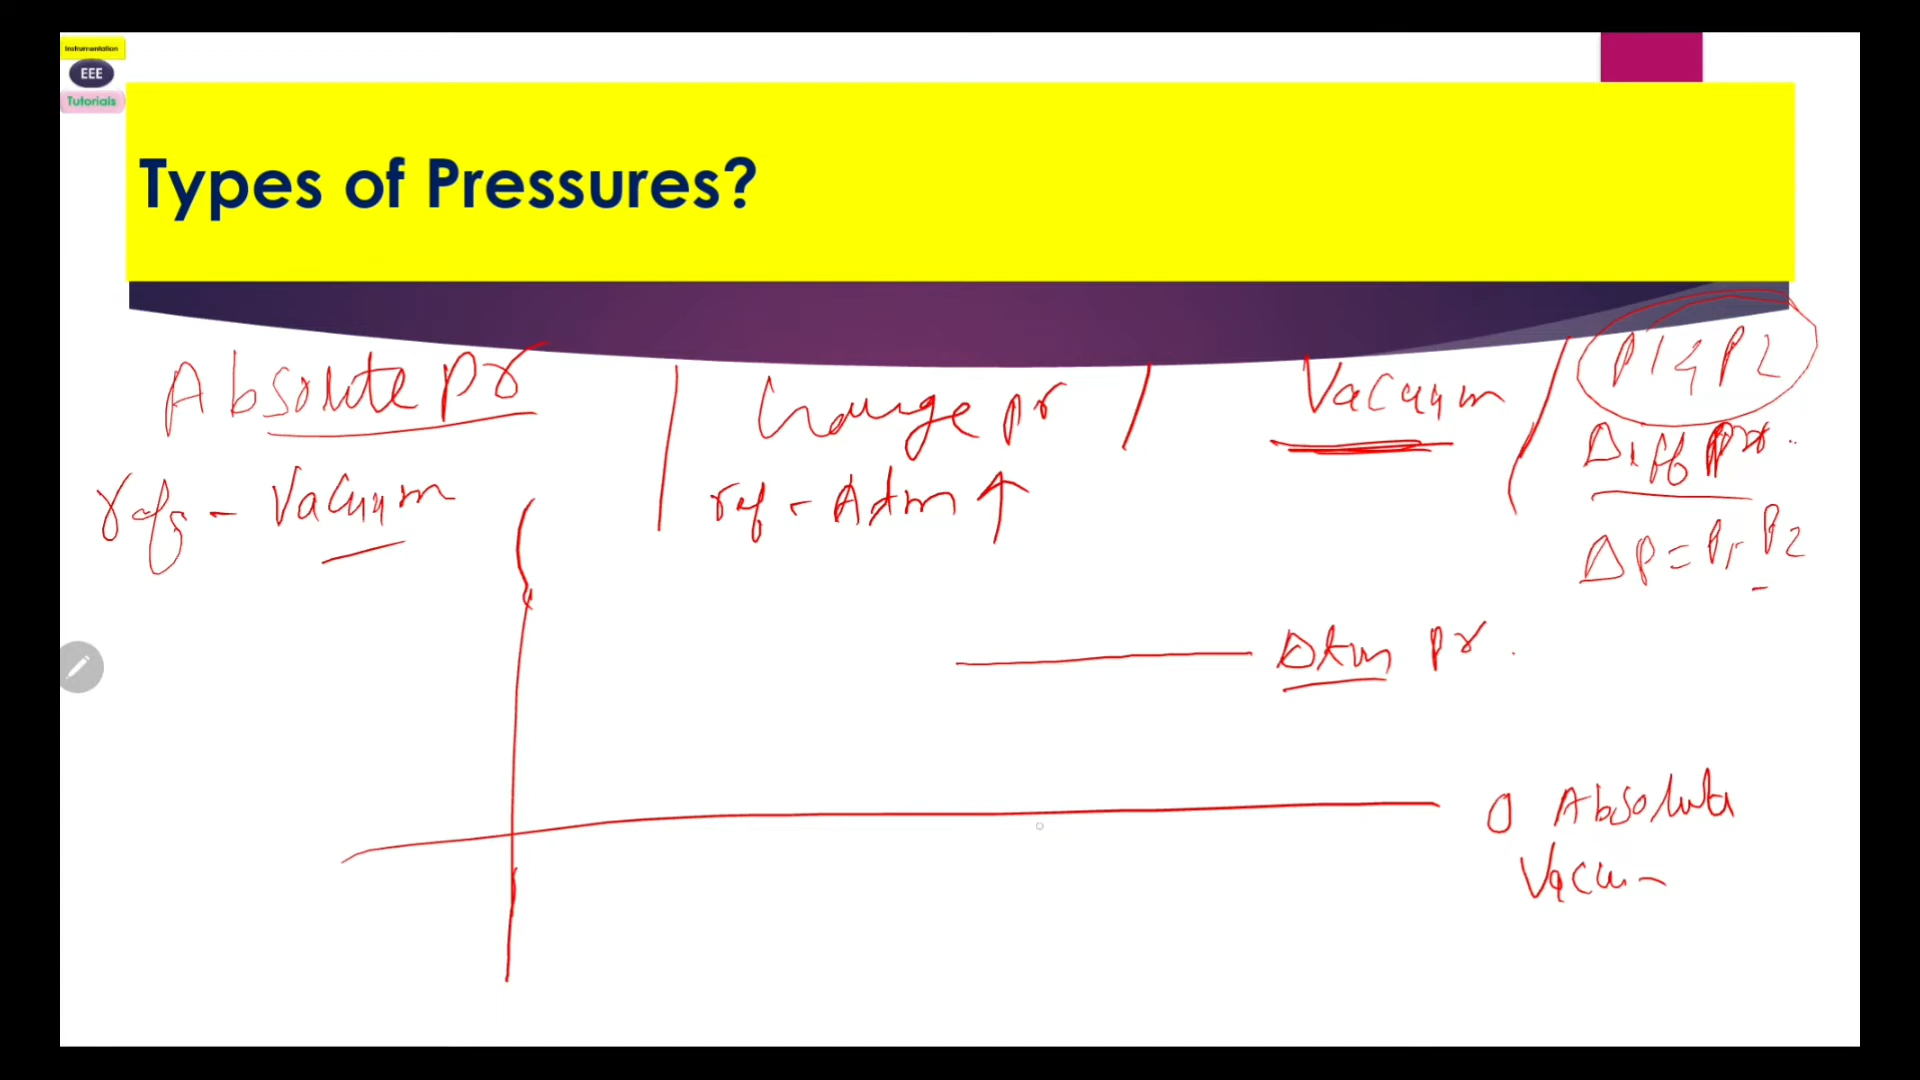 Instrumentation
EEE
Tutorials
Types of Pressures?
Absolute pr
Gauge pr
Vacuum
P1 & P2
Diff pr.
ref - Vacuum
ref - Atm ↑
ΔP = P1 - P2
Atm pr.
0 Absolute
Vacuum